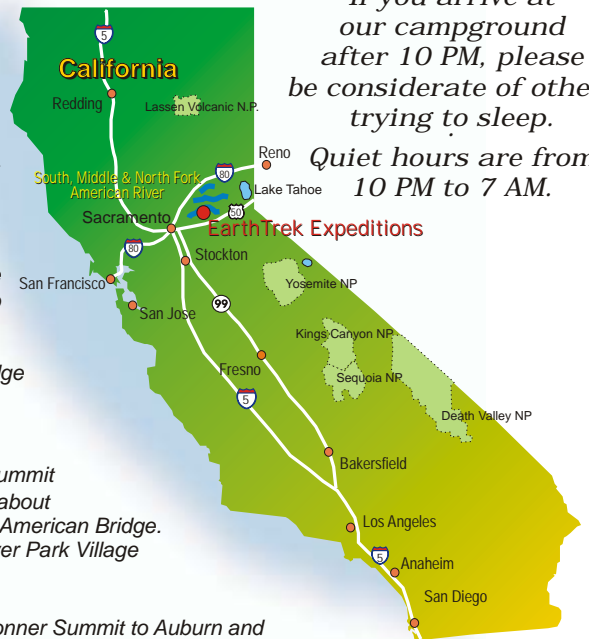 If you arrive at
our campground
after 10 PM, please
be considerate of othe
trying to sleep.
Quiet hours are from
10 PM to 7 AM.
5
California
Redding
Lassen Volcanic N.P.
Reno
80
South, Middle & North Fork
American River
Lake Tahoe
50
Sacramento
EarthTrek Expeditions
80
Stockton
San Francisco
Yosemite NP
99
San Jose
Kings Canyon NP
Fresno
dge
Sequoia NP
5
Death Valley NP
Bakersfield
ummit
about
American Bridge.
er Park Village
Los Angeles
5
Anaheim
San Diego
onner Summit to Auburn and